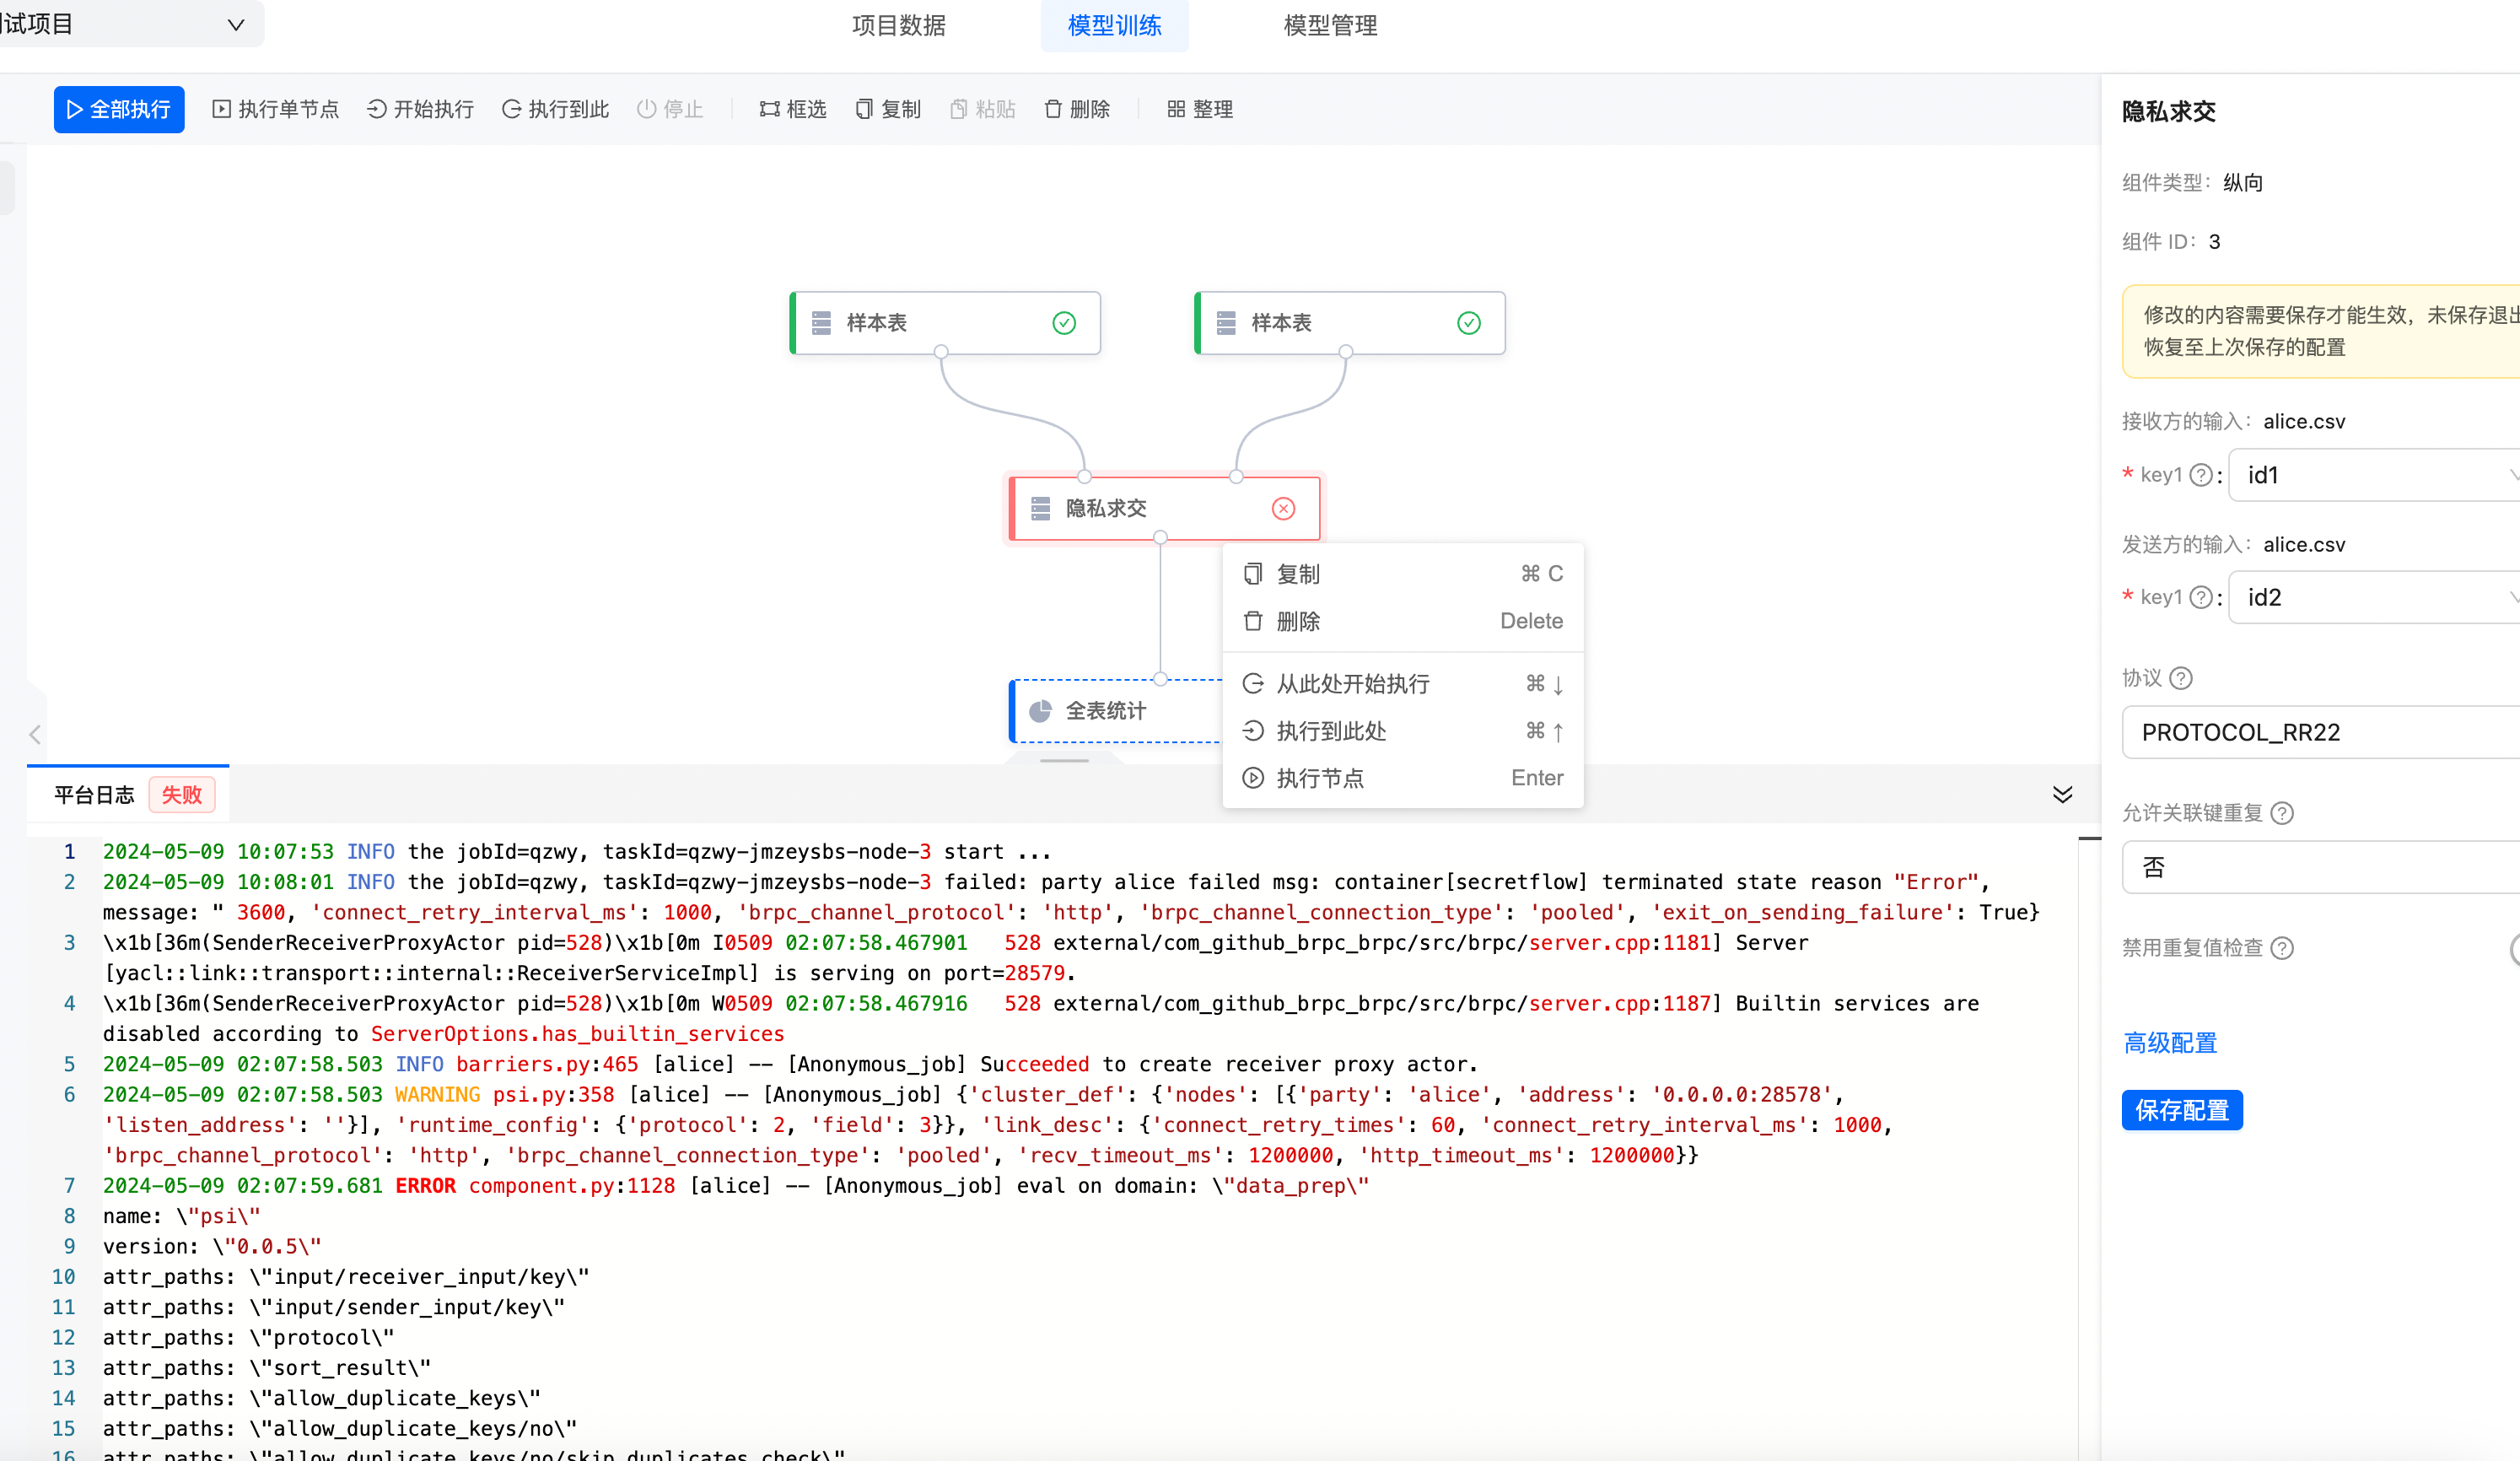 试项目
项目数据
模型训练
模型管理
全部执行
执行单节点
开始执行
执行到此
停止
框选
复制
粘贴
删除
整理
样本表
样本表
隐私求交
全表统计
复制 ⌘ C
删除 Delete
从此处开始执行 ⌘ ↓
执行到此处 ⌘ ↑
执行节点 Enter
平台日志 失败
1 2024-05-09 10:07:53 INFO the jobId=qzwy, taskId=qzwy-jmzeysbs-node-3 start ...
2 2024-05-09 10:08:01 INFO the jobId=qzwy, taskId=qzwy-jmzeysbs-node-3 failed: party alice failed msg: container[secretflow] terminated state reason "Error",
message: " 3600, 'connect_retry_interval_ms': 1000, 'brpc_channel_protocol': 'http', 'brpc_channel_connection_type': 'pooled', 'exit_on_sending_failure': True}
3 \x1b[36m(SenderReceiverProxyActor pid=528)\x1b[0m I0509 02:07:58.467901   528 external/com_github_brpc_brpc/src/brpc/server.cpp:1181] Server
[yacl::link::transport::internal::ReceiverServiceImpl] is serving on port=28579.
4 \x1b[36m(SenderReceiverProxyActor pid=528)\x1b[0m W0509 02:07:58.467916   528 external/com_github_brpc_brpc/src/brpc/server.cpp:1187] Builtin services are
disabled according to ServerOptions.has_builtin_services
5 2024-05-09 02:07:58.503 INFO barriers.py:465 [alice] -- [Anonymous_job] Succeeded to create receiver proxy actor.
6 2024-05-09 02:07:58.503 WARNING psi.py:358 [alice] -- [Anonymous_job] {'cluster_def': {'nodes': [{'party': 'alice', 'address': '0.0.0.0:28578',
'listen_address': ''}], 'runtime_config': {'protocol': 2, 'field': 3}}, 'link_desc': {'connect_retry_times': 60, 'connect_retry_interval_ms': 1000,
'brpc_channel_protocol': 'http', 'brpc_channel_connection_type': 'pooled', 'recv_timeout_ms': 1200000, 'http_timeout_ms': 1200000}}
7 2024-05-09 02:07:59.681 ERROR component.py:1128 [alice] -- [Anonymous_job] eval on domain: \"data_prep\"
8 name: \"psi\"
9 version: \"0.0.5\"
10 attr_paths: \"input/receiver_input/key\"
11 attr_paths: \"input/sender_input/key\"
12 attr_paths: \"protocol\"
13 attr_paths: \"sort_result\"
14 attr_paths: \"allow_duplicate_keys\"
15 attr_paths: \"allow_duplicate_keys/no\"
16 attr_paths: \"allow_duplicate_keys/no/skip_duplicates_check\"
隐私求交
组件类型: 纵向
组件 ID: 3
修改的内容需要保存才能生效，未保存退出
恢复至上次保存的配置
接收方的输入: alice.csv
* key1 ? : id1
发送方的输入: alice.csv
* key1 ? : id2
协议 ?
PROTOCOL_RR22
允许关联键重复 ?
否
禁用重复值检查 ?
高级配置
保存配置